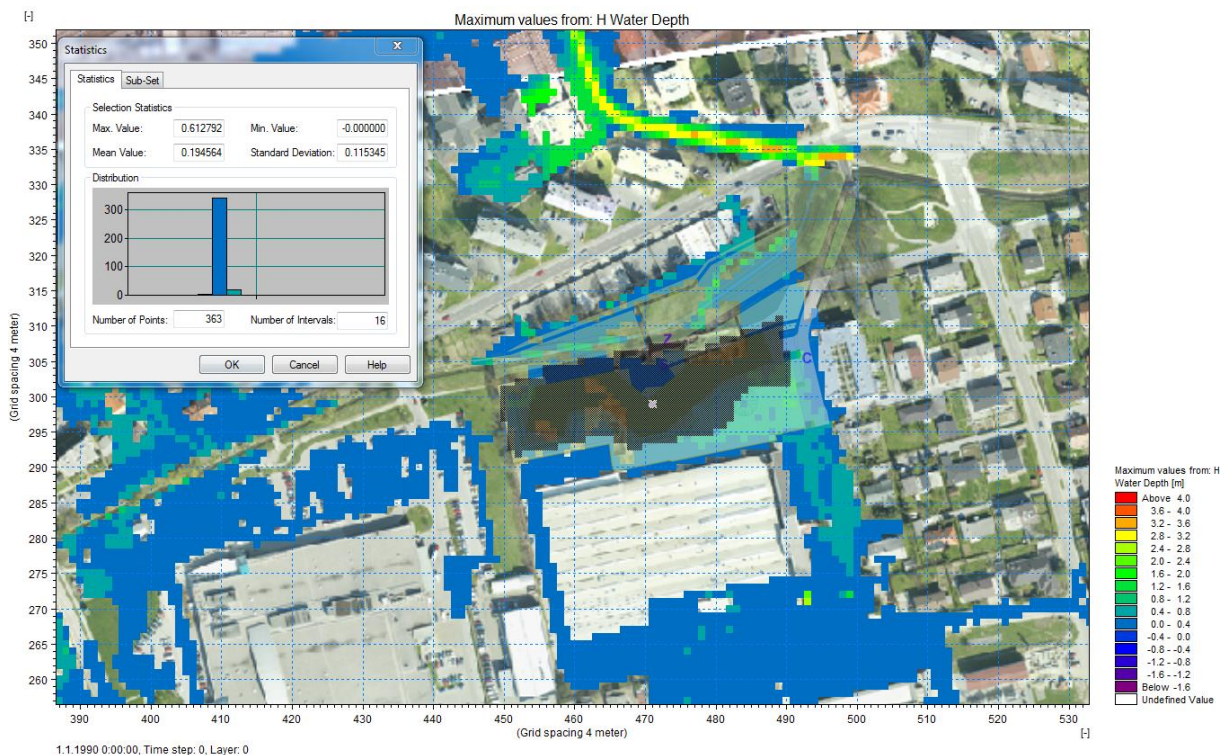 Maximum values from: H Water Depth
[-]
Statistics
x
Statistics
Sub-Set
Selection Statistics
Max. Value: 0.612792 Min. Value: -0.000000
Mean Value: 0.194564 Standard Deviation: 0.115345
Distribution
300
200
100
0
Number of Points: 363 Number of Intervals: 16
OK Cancel Help
350
345
340
335
330
325
320
315
310
305
300
295
290
285
280
275
270
265
260
(Grid spacing 4 meter)
Z
C
390 400 410 420 430 440 450 460 470 480 490 500 510 520 530
(Grid spacing 4 meter)
[-]
1.1.1990 0:00:00, Time step: 0, Layer: 0
Maximum values from: H
Water Depth [m]
Above 4.0
3.6 - 4.0
3.2 - 3.6
2.8 - 3.2
2.4 - 2.8
2.0 - 2.4
1.6 - 2.0
1.2 - 1.6
0.8 - 1.2
0.4 - 0.8
0.0 - 0.4
-0.4 - 0.0
-0.8 - -0.4
-1.2 - -0.8
-1.6 - -1.2
Below -1.6
Undefined Value